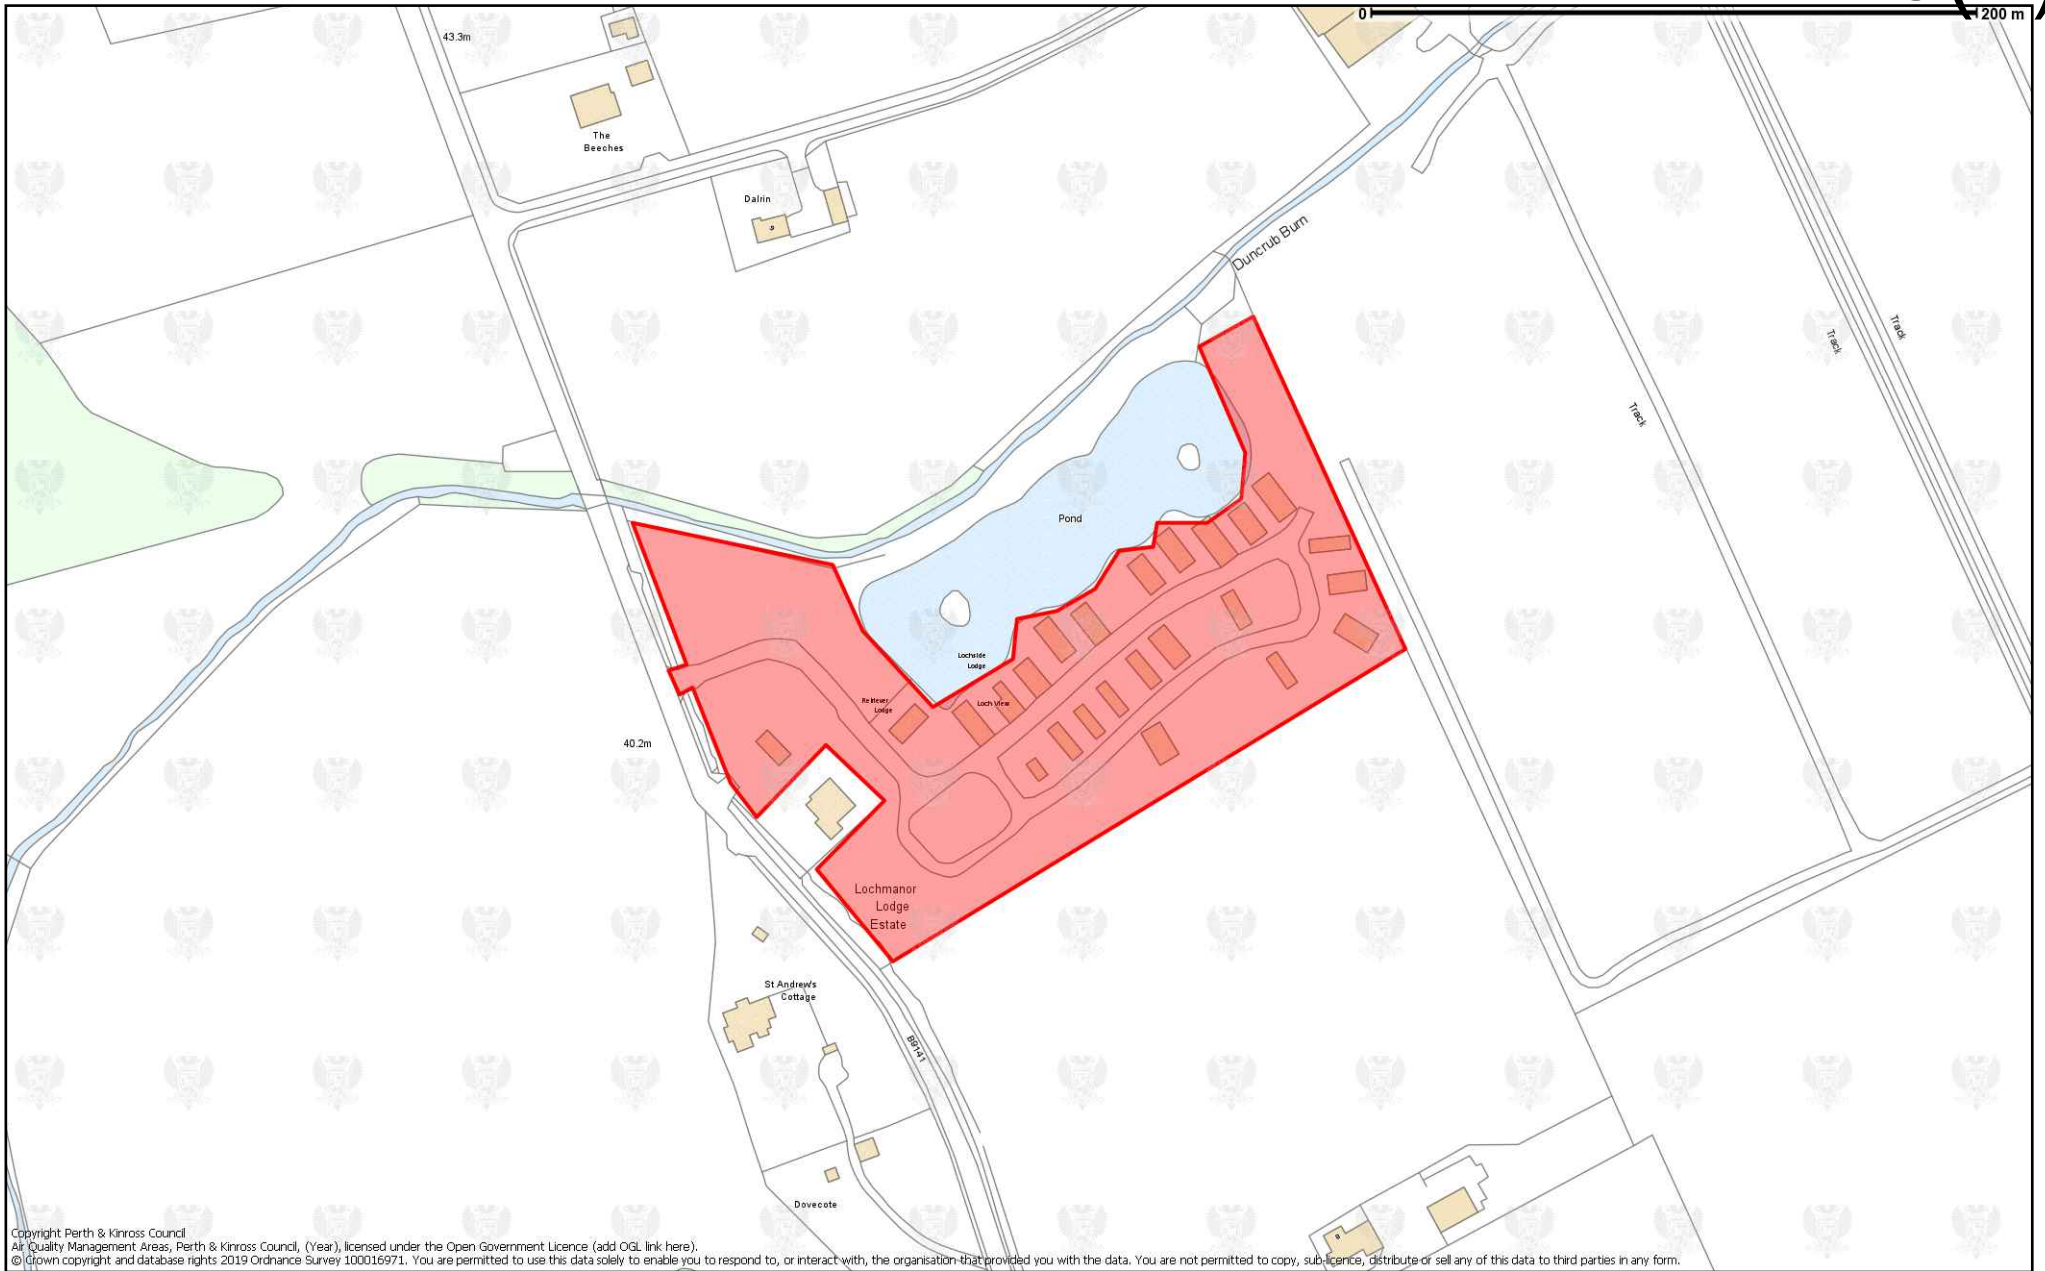 0
200 m
43.3m
The
Beeches
Dalrin
9
Duncrub Burn
Track
Track
Track
Pond
Lochside
Lodge
Retriever
Lodge
Loch View
40.2m
Lochmanor
Lodge
Estate
St Andrew's
Cottage
B9141
Dovecote
Copyright Perth & Kinross Council
Air Quality Management Areas, Perth & Kinross Council, (Year), licensed under the Open Government Licence (add OGL link here).
© Crown copyright and database rights 2019 Ordnance Survey 100016971. You are permitted to use this data solely to enable you to respond to, or interact with, the organisation that provided you with the data. You are not permitted to copy, sub-licence, distribute or sell any of this data to third parties in any form.